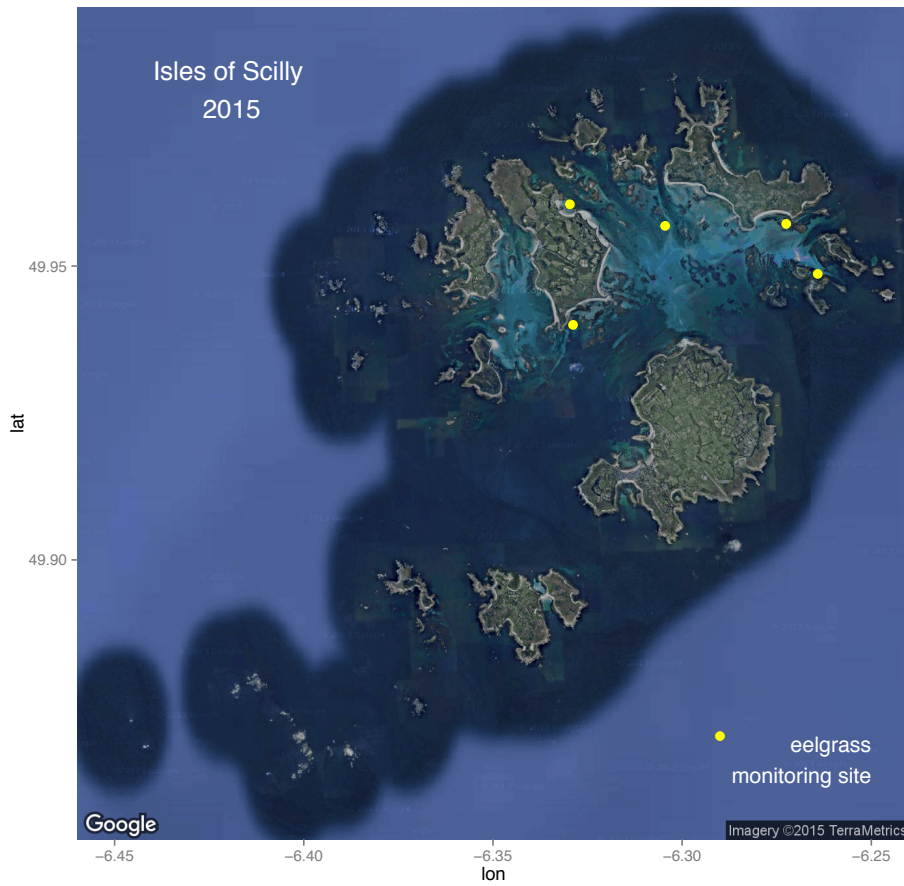 Isles of Scilly
2015
49.95
lat
49.90
eelgrass
monitoring site
Google
Imagery ©2015 TerraMetrics
−6.45
−6.40
−6.35
−6.30
−6.25
lon